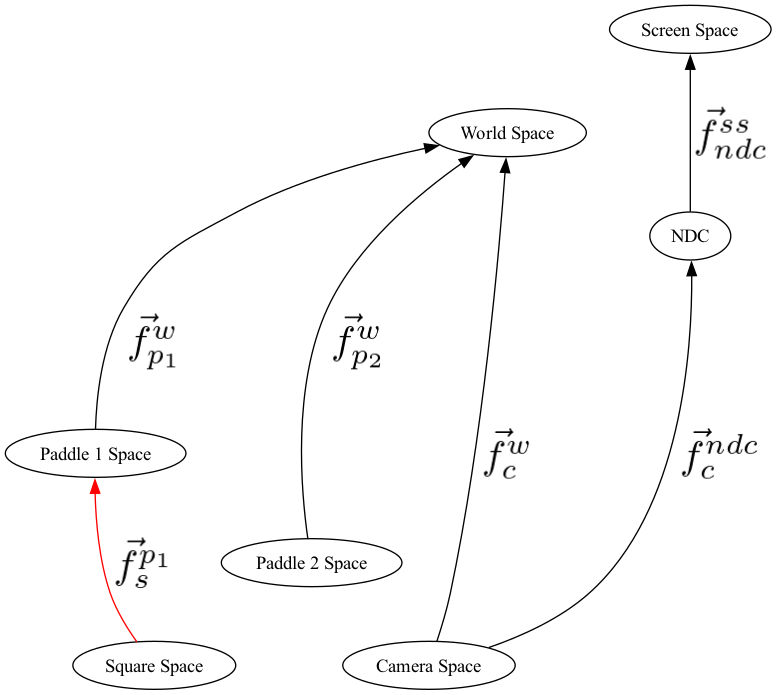 Screen Space
World Space
$\vec{f}_{ndc}^{ss}$
NDC
$\vec{f}_{p_1}^{w}$
$\vec{f}_{p_2}^{w}$
Paddle 1 Space
$\vec{f}_{c}^{w}$
$\vec{f}_{c}^{ndc}$
$\vec{f}_{s}^{p_1}$
Paddle 2 Space
Square Space
Camera Space